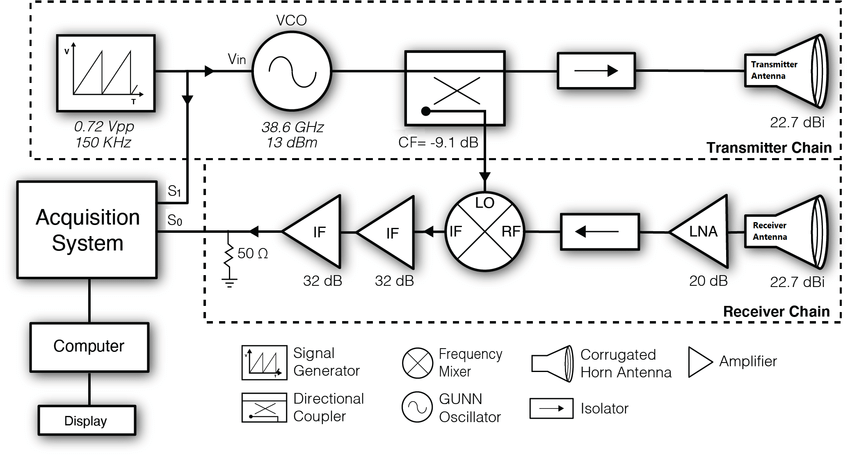 VCO
V
T
Vin
Transmitter
Antenna
0.72 Vpp
150 KHz
38.6 GHz
13 dBm
CF= -9.1 dB
22.7 dBi
Transmitter Chain
Acquisition
System
S1
S0
50 Ω
IF
32 dB
IF
32 dB
LO
IF
RF
LNA
20 dB
Receiver
Antenna
22.7 dBi
Receiver Chain
Computer
Display
Signal
Generator
Frequency
Mixer
Corrugated
Horn Antenna
Amplifier
Directional
Coupler
GUNN
Oscillator
Isolator